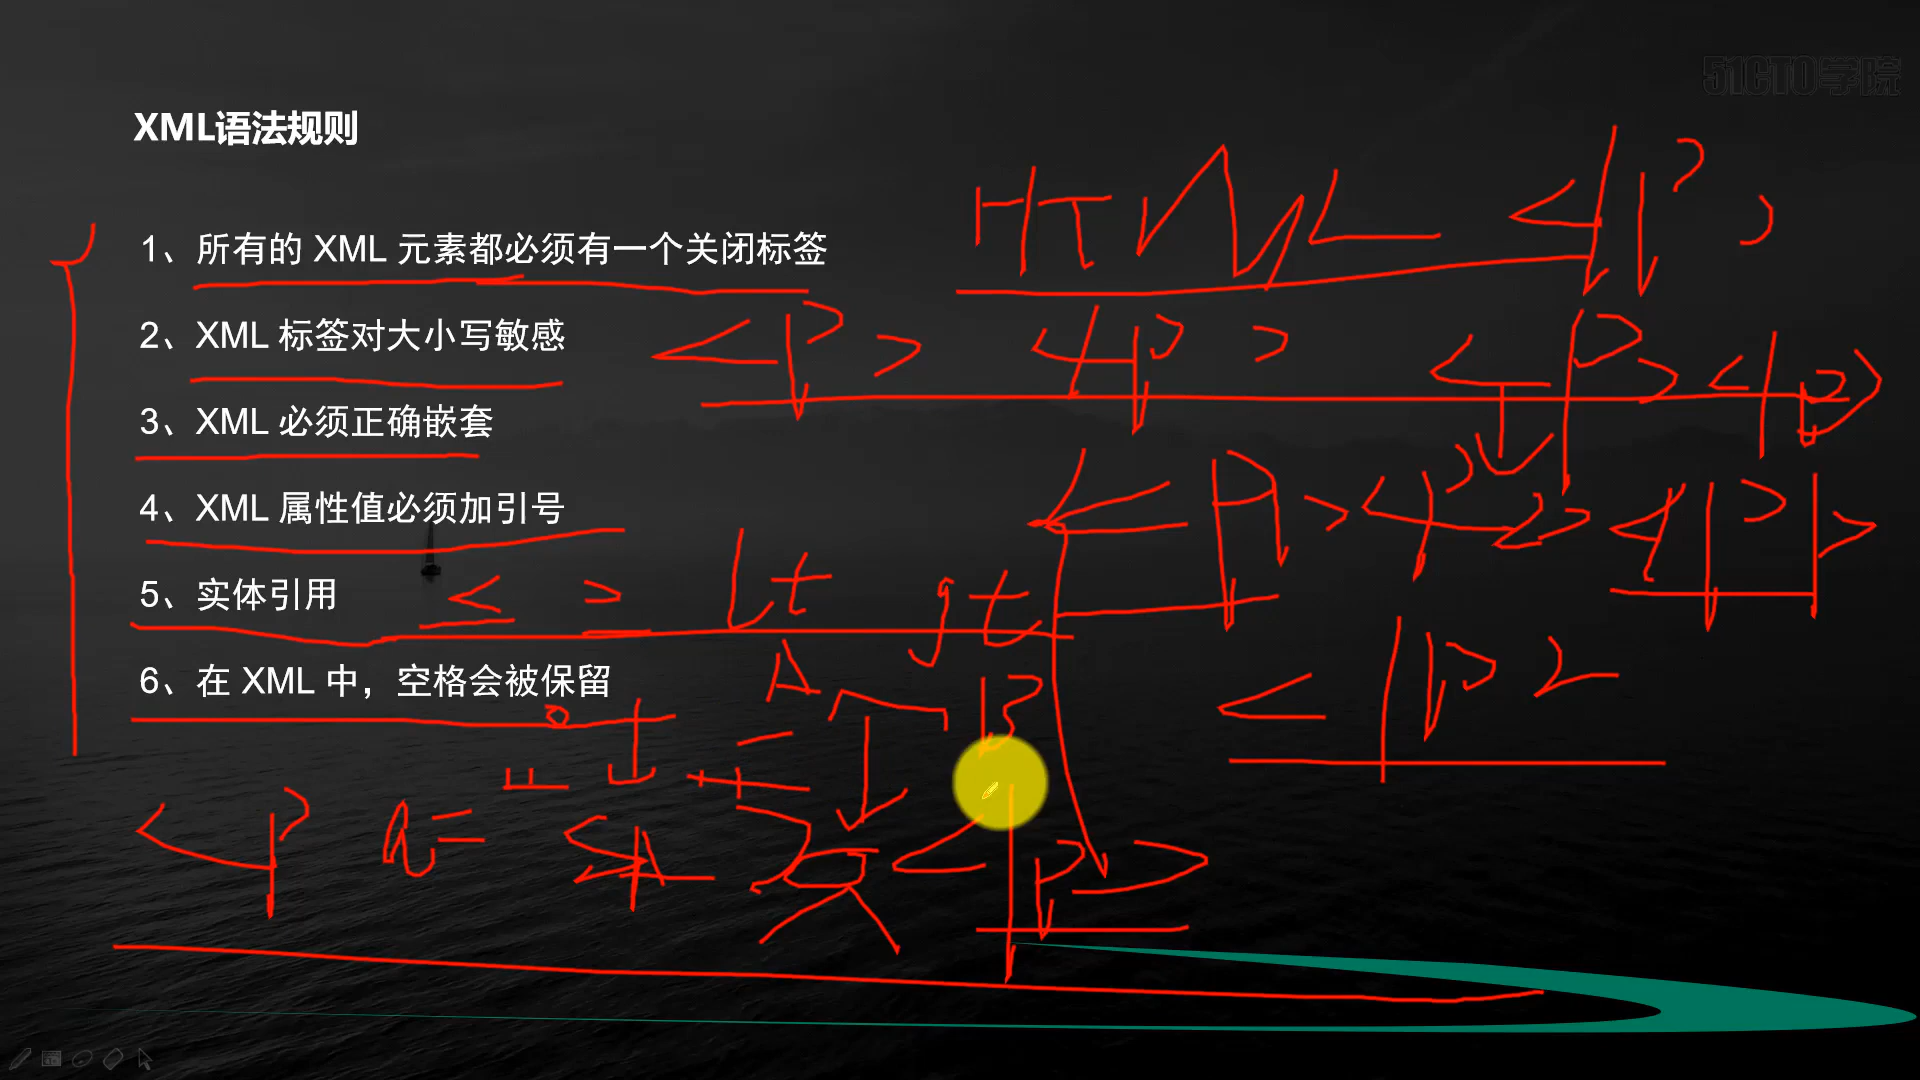 51CTO学院
XML语法规则
1、所有的 XML 元素都必须有一个关闭标签
HTML <P>
2、XML 标签对大小写敏感
<P> </P> <P></P>
3、XML 必须正确嵌套
4、XML 属性值必须加引号
5、实体引用
< > Lt gt
6、在 XML 中，空格会被保留
A B
</P2
<P a=
</P>